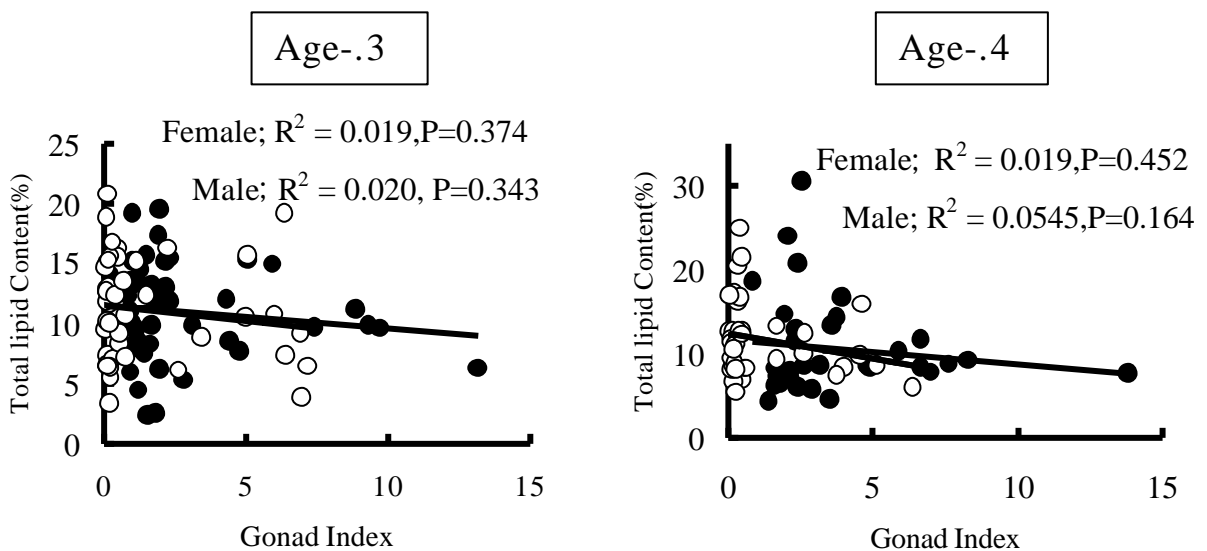 Age-.3
Female; R² = 0.019,P=0.374
Male; R² = 0.020, P=0.343
25
20
15
10
5
0
Total lipid Content(%)
0 5 10 15
Gonad Index
Age-.4
Female; R² = 0.019,P=0.452
Male; R² = 0.0545,P=0.164
30
20
10
0
Total lipid Content(%)
0 5 10 15
Gonad Index